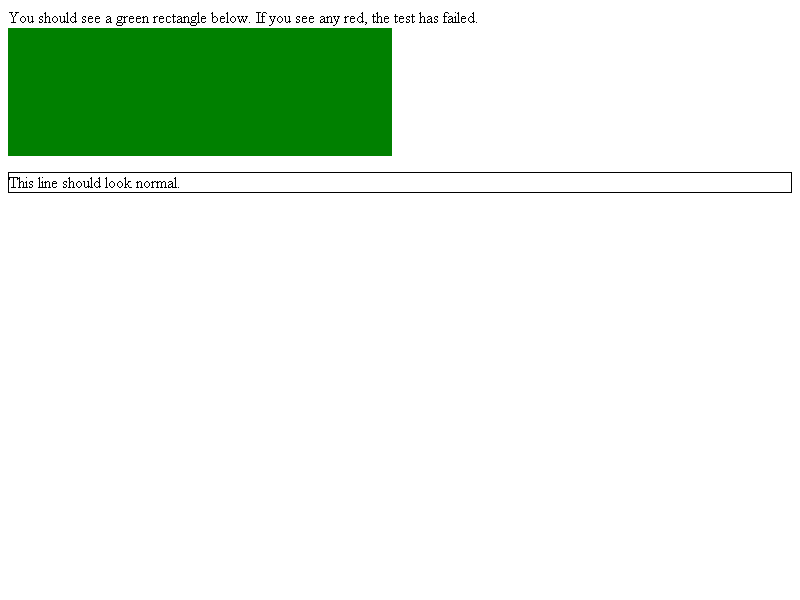 You should see a green rectangle below. If you see any red, the test has failed.
This line should look normal.